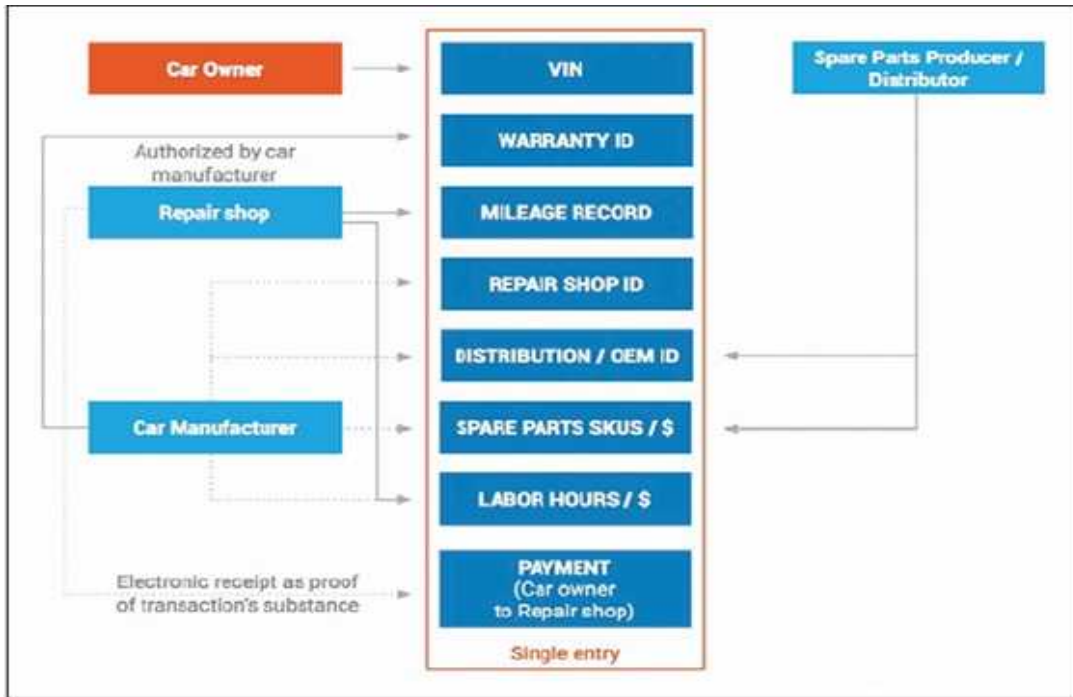 Car Owner
VIN
Spare Parts Producer /
Distributor
WARRANTY ID
Authorized by car
manufacturer
Repair shop
MILEAGE RECORD
REPAIR SHOP ID
DISTRIBUTION / OEM ID
Car Manufacturer
SPARE PARTS SKUS / $
LABOR HOURS / $
Electronic receipt as proof
of transaction's substance
PAYMENT
(Car owner
to Repair shop)
Single entry